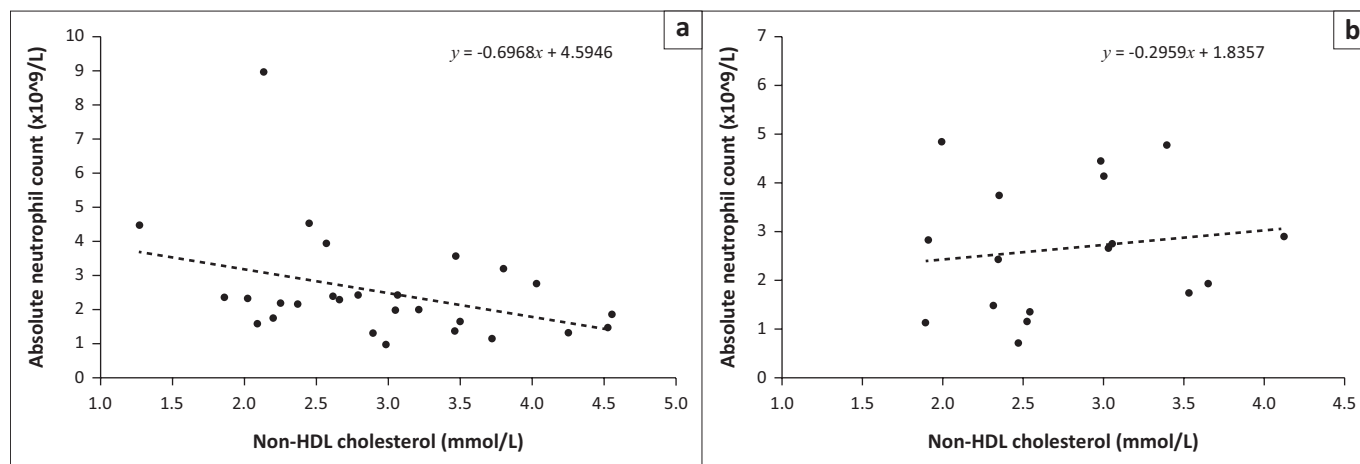 a
y = -0.6968x + 4.5946
Absolute neutrophil count (x10^9/L)
10
9
8
7
6
5
4
3
2
1
0
1.0 2.0 2.5 3.0 3.5 4.0 4.5 5.0
Non-HDL cholesterol (mmol/L)
b
y = -0.2959x + 1.8357
Absolute neutrophil count (x10^9/L)
7
6
5
4
3
2
1
0
1.0 1.5 2.0 2.5 3.0 3.5 4.0 4.5
Non-HDL cholesterol (mmol/L)